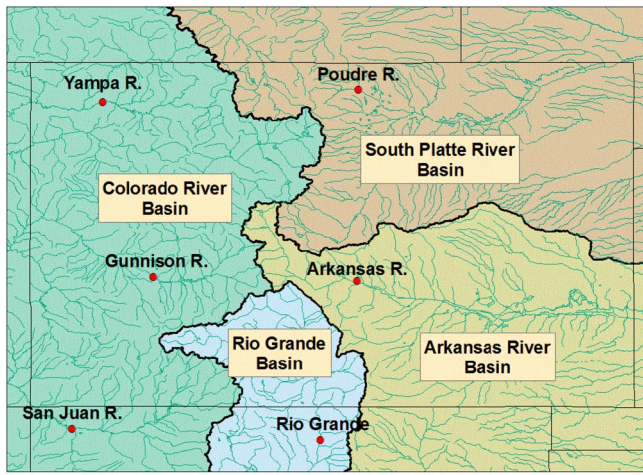 Yampa R.
Poudre R.
South Platte River
Basin
Colorado River
Basin
Gunnison R.
Arkansas R.
Rio Grande
Basin
Arkansas River
Basin
San Juan R.
Rio Grande